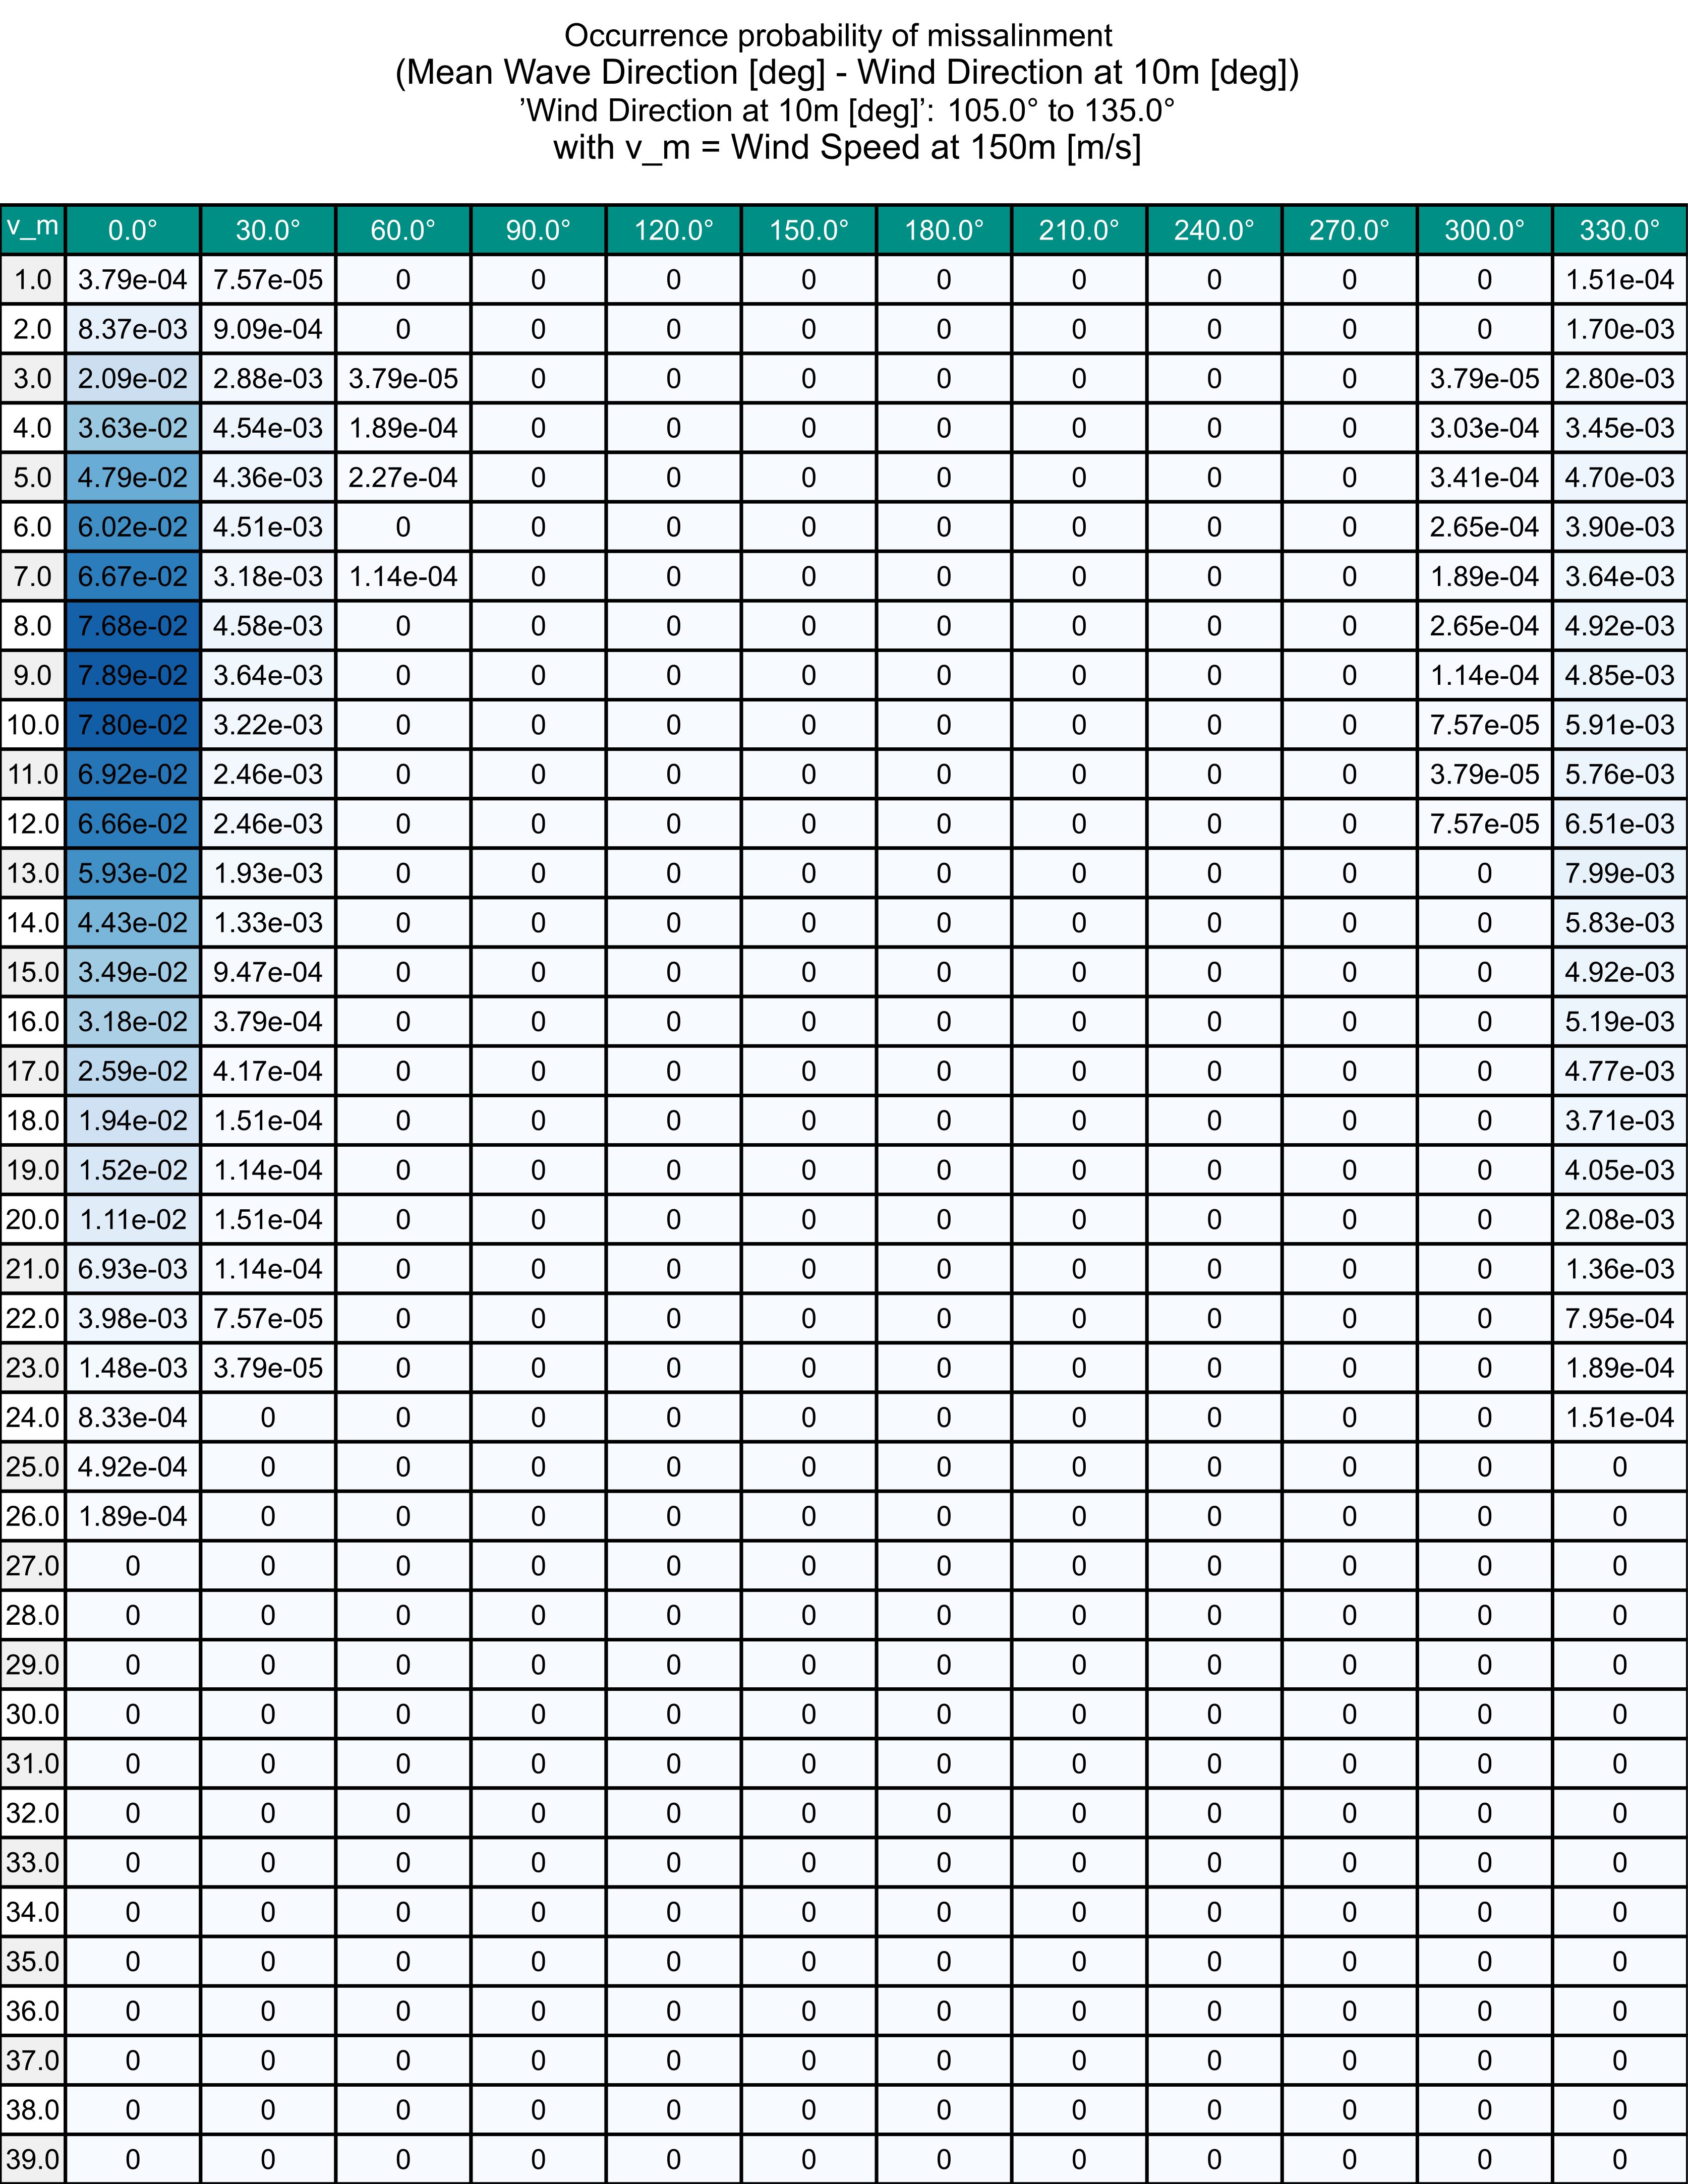 Occurrence probability of missalinment
(Mean Wave Direction [deg] - Wind Direction at 10m [deg])
’Wind Direction at 10m [deg]’: 105.0° to 135.0°
with v_m = Wind Speed at 150m [m/s]
v_m 0.0° 30.0° 60.0° 90.0° 120.0° 150.0° 180.0° 210.0° 240.0° 270.0° 300.0° 330.0°
1.0 3.79e-04 7.57e-05 0 0 0 0 0 0 0 0 0 1.51e-04
2.0 8.37e-03 9.09e-04 0 0 0 0 0 0 0 0 0 1.70e-03
3.0 2.09e-02 2.88e-03 3.79e-05 0 0 0 0 0 0 0 3.79e-05 2.80e-03
4.0 3.63e-02 4.54e-03 1.89e-04 0 0 0 0 0 0 0 3.03e-04 3.45e-03
5.0 4.79e-02 4.36e-03 2.27e-04 0 0 0 0 0 0 0 3.41e-04 4.70e-03
6.0 6.02e-02 4.51e-03 0 0 0 0 0 0 0 0 2.65e-04 3.90e-03
7.0 6.67e-02 3.18e-03 1.14e-04 0 0 0 0 0 0 0 1.89e-04 3.64e-03
8.0 7.68e-02 4.58e-03 0 0 0 0 0 0 0 0 2.65e-04 4.92e-03
9.0 7.89e-02 3.64e-03 0 0 0 0 0 0 0 0 1.14e-04 4.85e-03
10.0 7.80e-02 3.22e-03 0 0 0 0 0 0 0 0 7.57e-05 5.91e-03
11.0 6.92e-02 2.46e-03 0 0 0 0 0 0 0 0 3.79e-05 5.76e-03
12.0 6.66e-02 2.46e-03 0 0 0 0 0 0 0 0 7.57e-05 6.51e-03
13.0 5.93e-02 1.93e-03 0 0 0 0 0 0 0 0 0 7.99e-03
14.0 4.43e-02 1.33e-03 0 0 0 0 0 0 0 0 0 5.83e-03
15.0 3.49e-02 9.47e-04 0 0 0 0 0 0 0 0 0 4.92e-03
16.0 3.18e-02 3.79e-04 0 0 0 0 0 0 0 0 0 5.19e-03
17.0 2.59e-02 4.17e-04 0 0 0 0 0 0 0 0 0 4.77e-03
18.0 1.94e-02 1.51e-04 0 0 0 0 0 0 0 0 0 3.71e-03
19.0 1.52e-02 1.14e-04 0 0 0 0 0 0 0 0 0 4.05e-03
20.0 1.11e-02 1.51e-04 0 0 0 0 0 0 0 0 0 2.08e-03
21.0 6.93e-03 1.14e-04 0 0 0 0 0 0 0 0 0 1.36e-03
22.0 3.98e-03 7.57e-05 0 0 0 0 0 0 0 0 0 7.95e-04
23.0 1.48e-03 3.79e-05 0 0 0 0 0 0 0 0 0 1.89e-04
24.0 8.33e-04 0 0 0 0 0 0 0 0 0 0 1.51e-04
25.0 4.92e-04 0 0 0 0 0 0 0 0 0 0 0
26.0 1.89e-04 0 0 0 0 0 0 0 0 0 0 0
27.0 0 0 0 0 0 0 0 0 0 0 0 0
28.0 0 0 0 0 0 0 0 0 0 0 0 0
29.0 0 0 0 0 0 0 0 0 0 0 0 0
30.0 0 0 0 0 0 0 0 0 0 0 0 0
31.0 0 0 0 0 0 0 0 0 0 0 0 0
32.0 0 0 0 0 0 0 0 0 0 0 0 0
33.0 0 0 0 0 0 0 0 0 0 0 0 0
34.0 0 0 0 0 0 0 0 0 0 0 0 0
35.0 0 0 0 0 0 0 0 0 0 0 0 0
36.0 0 0 0 0 0 0 0 0 0 0 0 0
37.0 0 0 0 0 0 0 0 0 0 0 0 0
38.0 0 0 0 0 0 0 0 0 0 0 0 0
39.0 0 0 0 0 0 0 0 0 0 0 0 0